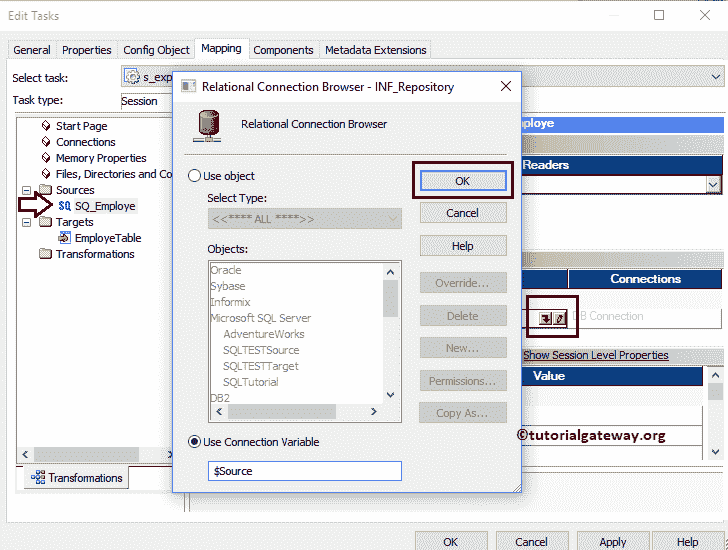 Edit Tasks
General
Properties
Config Object
Mapping
Components
Metadata Extensions
Select task:
s_exp
Task type:
Session
Start Page
Connections
Memory Properties
Files, Directories and Co
Sources
SQ_Employe
Targets
EmployeTable
Transformations
Transformations
Relational Connection Browser - INF_Repository
Relational Connection Browser
Use object
Select Type:
<<**** ALL ****>>
Objects:
Oracle
Sybase
Informix
Microsoft SQL Server
AdventureWorks
SQLTESTSource
SQLTESTTarget
SQLTutorial
DB2
Use Connection Variable
$Source
OK
Cancel
Help
Override...
Delete
New...
Permissions...
Copy As...
ploye
Readers
Connections
DB Connection
Show Session Level Properties
Value
©tutorialgateway.org
OK
Cancel
Apply
Help